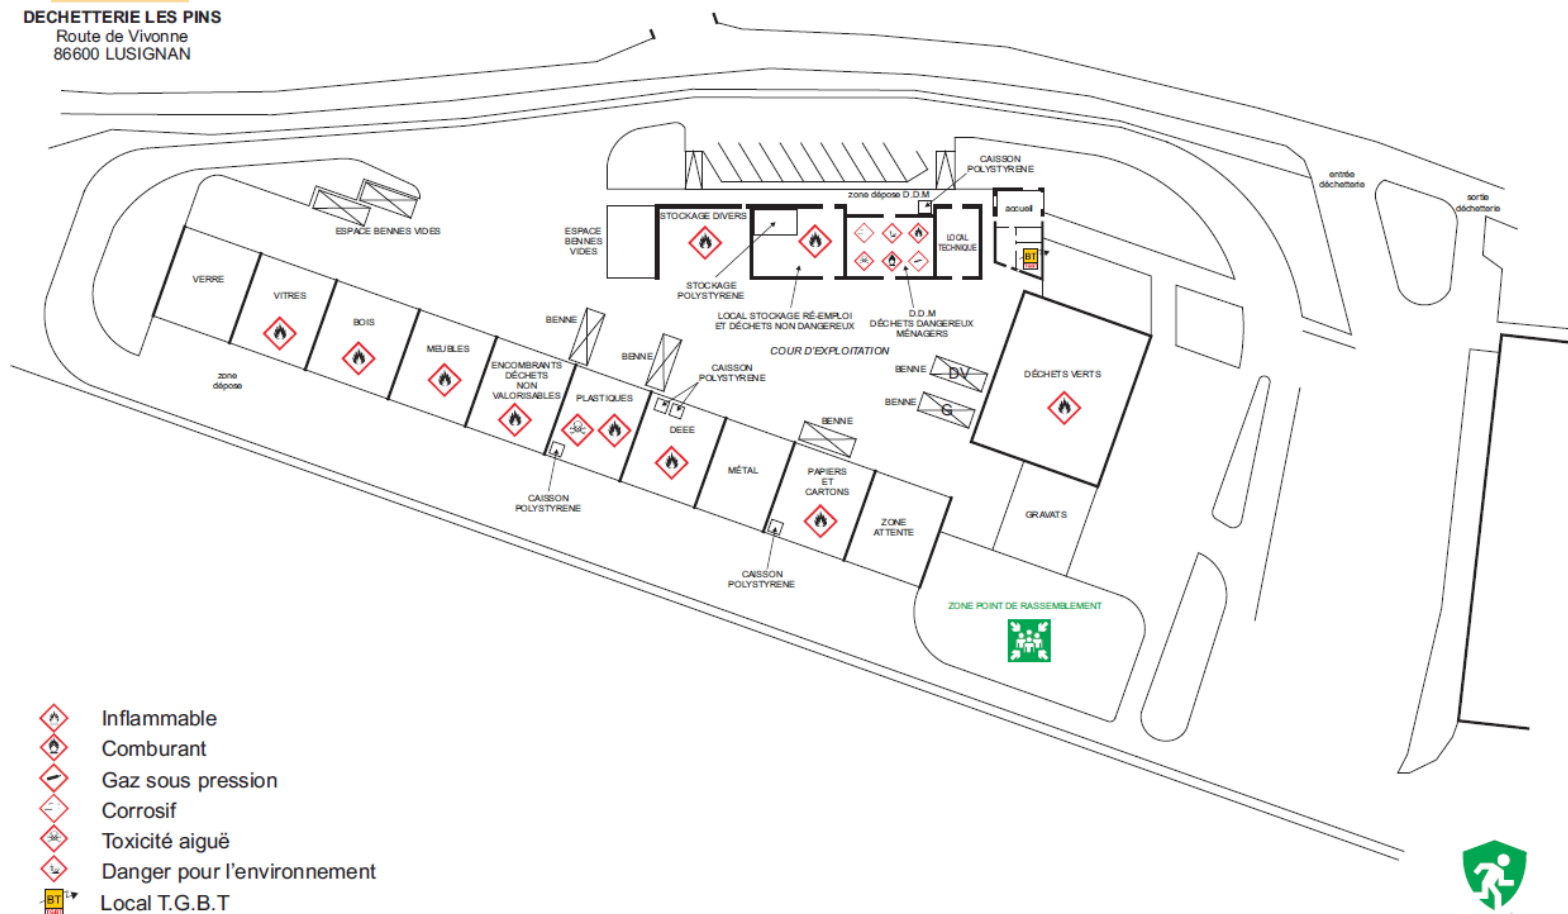 DECHETTERIE LES PINS
Route de Vivonne
86600 LUSIGNAN
CAISSON
POLYSTYRENE
entrée
déchetterie
sortie
déchetterie
zone dépose D.D.M
accueil
STOCKAGE DIVERS
ESPACE BENNES VIDES
ESPACE
BENNES
VIDES
LOCAL
TECHNIQUE
BT
VERRE
VITRES
STOCKAGE
POLYSTYRENE
LOCAL STOCKAGE RÉ-EMPLOI
ET DÉCHETS NON DANGEREUX
D.D.M
DÉCHETS DANGEREUX
MÉNAGERS
BENNE
BOIS
MEUBLES
BENNE
COUR D'EXPLOITATION
ENCOMBRANTS
DÉCHETS
NON
VALORISABLES
CAISSON
POLYSTYRENE
BENNE
DV
DÉCHETS VERTS
zone
dépose
PLASTIQUES
BENNE
G
DEEE
BENNE
MÉTAL
PAPIERS
ET
CARTONS
CAISSON
POLYSTYRENE
ZONE
ATTENTE
GRAVATS
CAISSON
POLYSTYRENE
ZONE POINT DE RASSEMBLEMENT
Inflammable
Comburant
Gaz sous pression
Corrosif
Toxicité aiguë
Danger pour l'environnement
BT
Local T.G.B.T